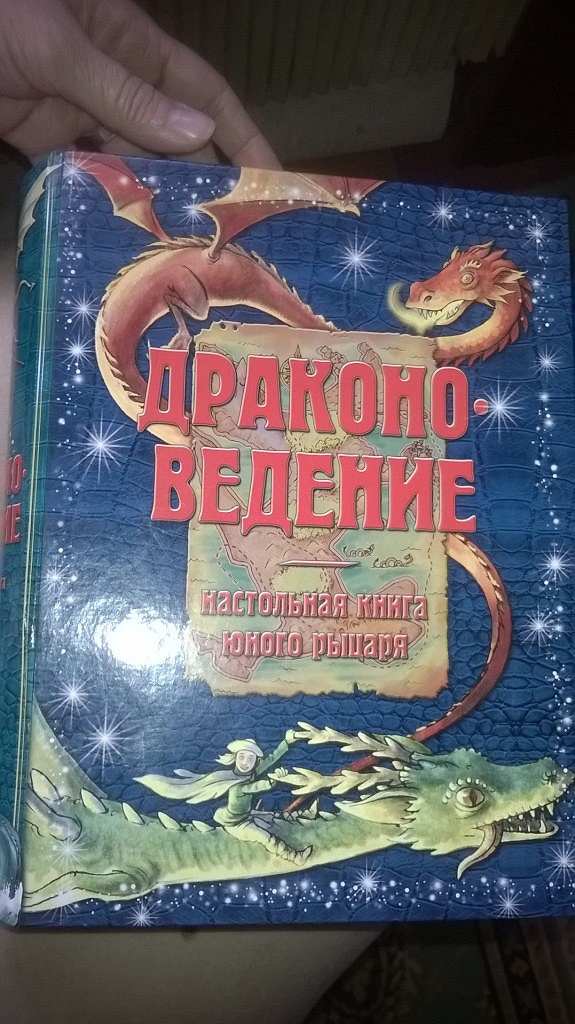 ДРАКОНО-
ВЕДЕНИЕ
настольная книга
юного рыцаря